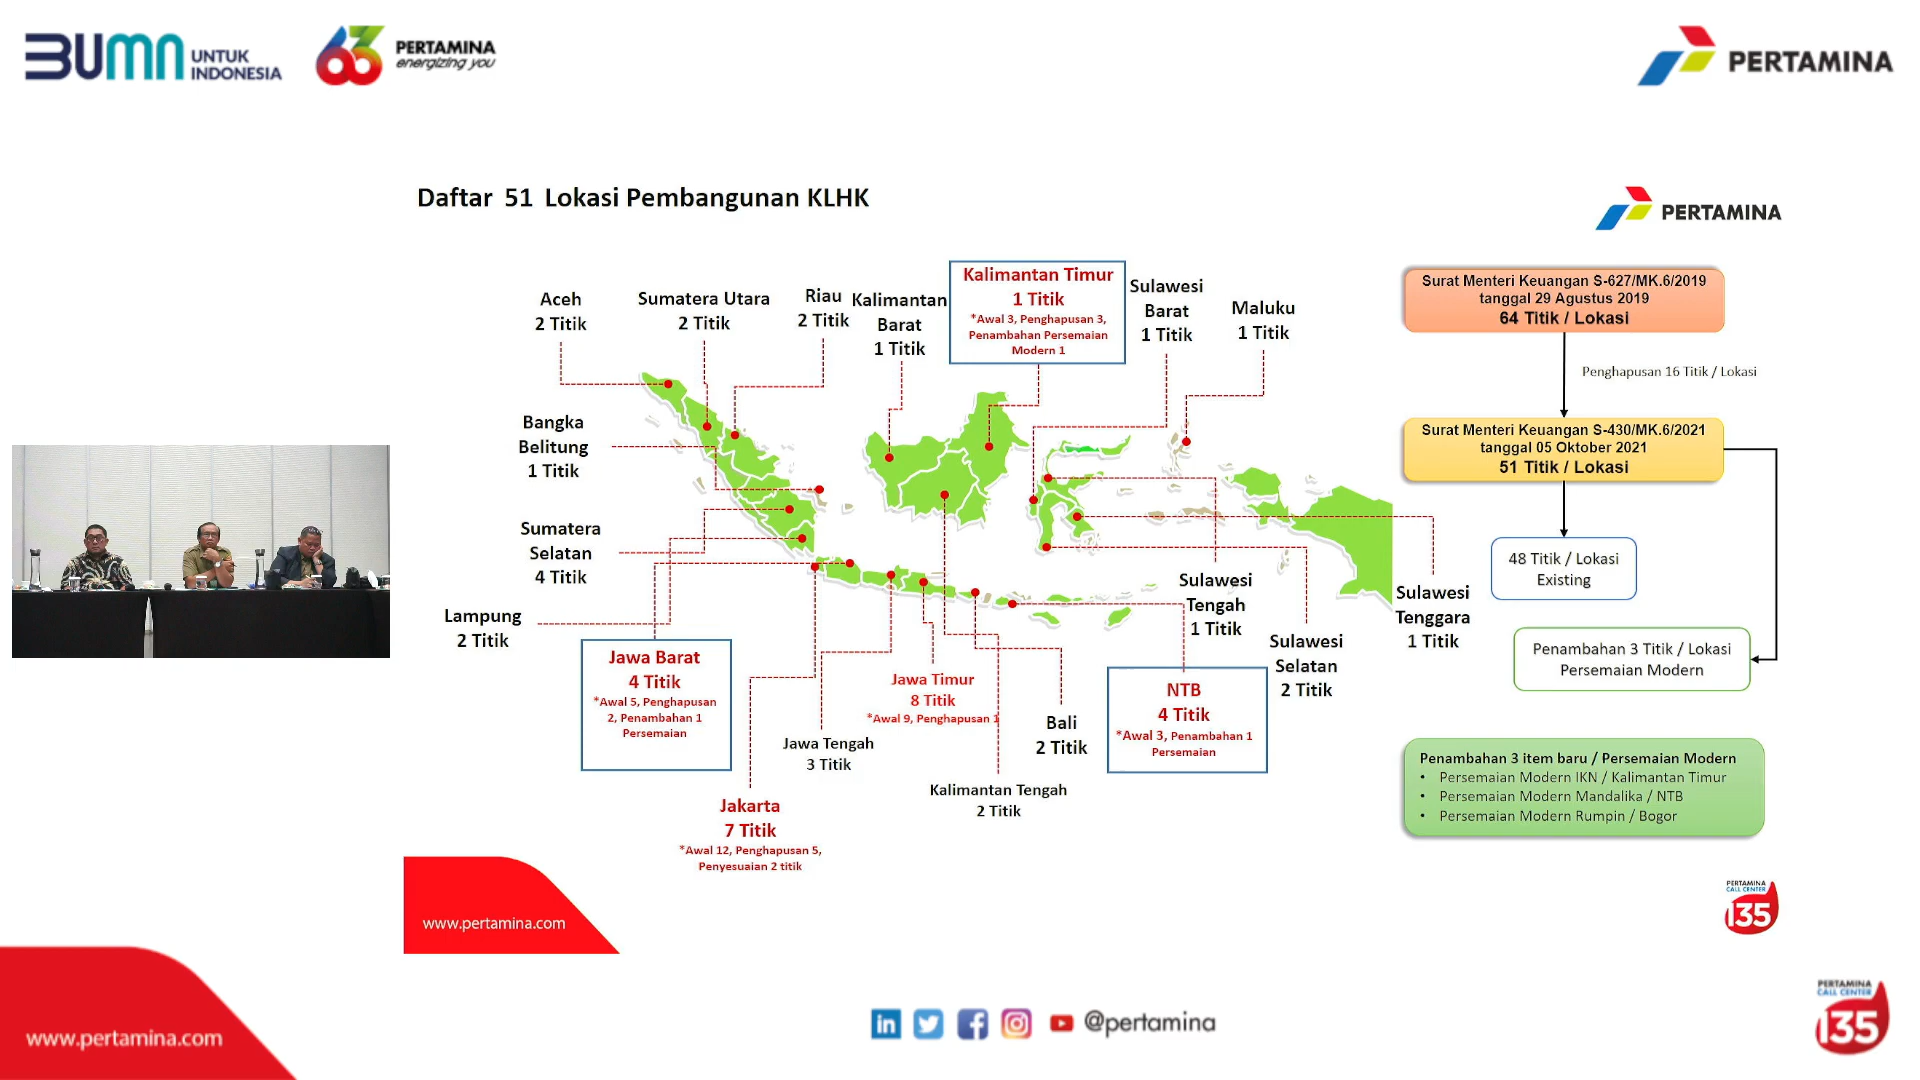 BUMN
UNTUK
INDONESIA
63
PERTAMINA
energizing you
PERTAMINA
Daftar 51 Lokasi Pembangunan KLHK
PERTAMINA
Aceh
2 Titik
Sumatera Utara
2 Titik
Riau
2 Titik
Kalimantan
Barat
1 Titik
Kalimantan Timur
1 Titik
*Awal 3, Penghapusan 3,
Penambahan Persemaian
Modern 1
Sulawesi
Barat
1 Titik
Maluku
1 Titik
Bangka
Belitung
1 Titik
Sumatera
Selatan
4 Titik
Lampung
2 Titik
Jawa Barat
4 Titik
*Awal 5, Penghapusan
2, Penambahan 1
Persemaian
Jakarta
7 Titik
*Awal 12, Penghapusan 5,
Penyesuaian 2 titik
Jawa Tengah
3 Titik
Jawa Timur
8 Titik
*Awal 9, Penghapusan 1
Kalimantan Tengah
2 Titik
Bali
2 Titik
NTB
4 Titik
*Awal 3, Penambahan 1
Persemaian
Sulawesi
Tengah
1 Titik
Sulawesi
Selatan
2 Titik
Sulawesi
Tenggara
1 Titik
Surat Menteri Keuangan S-627/MK.6/2019
tanggal 29 Agustus 2019
64 Titik / Lokasi
Penghapusan 16 Titik / Lokasi
Surat Menteri Keuangan S-430/MK.6/2021
tanggal 05 Oktober 2021
51 Titik / Lokasi
48 Titik / Lokasi
Existing
Penambahan 3 Titik / Lokasi
Persemaian Modern
Penambahan 3 item baru / Persemaian Modern
• Persemaian Modern IKN / Kalimantan Timur
• Persemaian Modern Mandalika / NTB
• Persemaian Modern Rumpin / Bogor
www.pertamina.com
PERTAMINA
CALL CENTER
135
www.pertamina.com
in
@pertamina
PERTAMINA
CALL CENTER
135